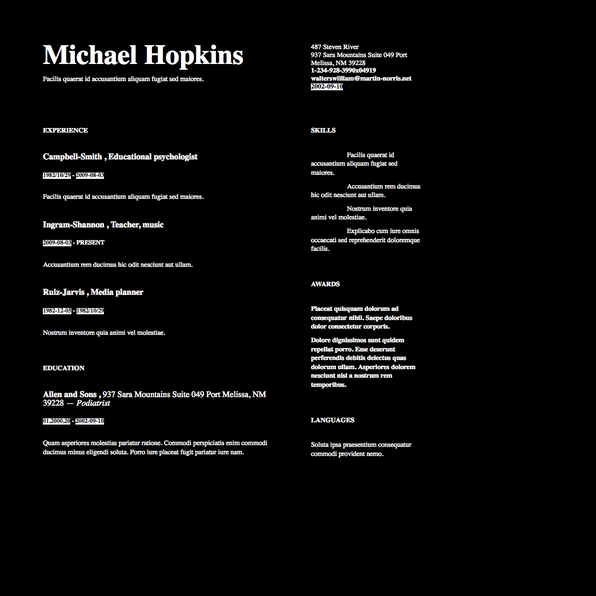 Michael Hopkins
Facilis quaerat id accusantium aliquam fugiat sed maiores.
487 Steven River
937 Sara Mountains Suite 049 Port
Melissa, NM 39228
1-234-928-3990x04919
walterswilliam@martin-norris.net
2002-09-10
EXPERIENCE
Campbell-Smith , Educational psychologist
1982/10/29 - 2009-08-03
Facilis quaerat id accusantium aliquam fugiat sed maiores.
Ingram-Shannon , Teacher, music
2009-08-03 - PRESENT
Accusantium rem ducimus hic odit nesciunt aut ullam.
Ruiz-Jarvis , Media planner
1982-12-08 - 1982/10/29
Nostrum inventore quia animi vel molestiae.
EDUCATION
Allen and Sons , 937 Sara Mountains Suite 049 Port Melissa, NM
39228 — Podiatrist
01.2000.20 - 2002-09-10
Quam asperiores molestias pariatur ratione. Commodi perspiciatis enim commodi
ducimus minus eligendi soluta. Porro iure placeat fugit pariatur iure nam.
SKILLS
Facilis quaerat id
accusantium aliquam fugiat sed
maiores.
Accusantium rem ducimus
hic odit nesciunt aut ullam.
Nostrum inventore quia
animi vel molestiae.
Explicabo cum iure omnis
occaecati sed reprehenderit doloremque
facilis.
AWARDS
Placeat quisquam dolorum ad
consequatur nihil. Saepe doloribus
dolor consectetur corporis.
Dolore dignissimos sunt quidem
repellat porro. Esse deserunt
perferendis debitis delectus quas
dolorum ullam. Asperiores dolorem
nesciunt nisi a nostrum rem
temporibus.
LANGUAGES
Soluta ipsa praesentium consequatur
commodi provident nemo.